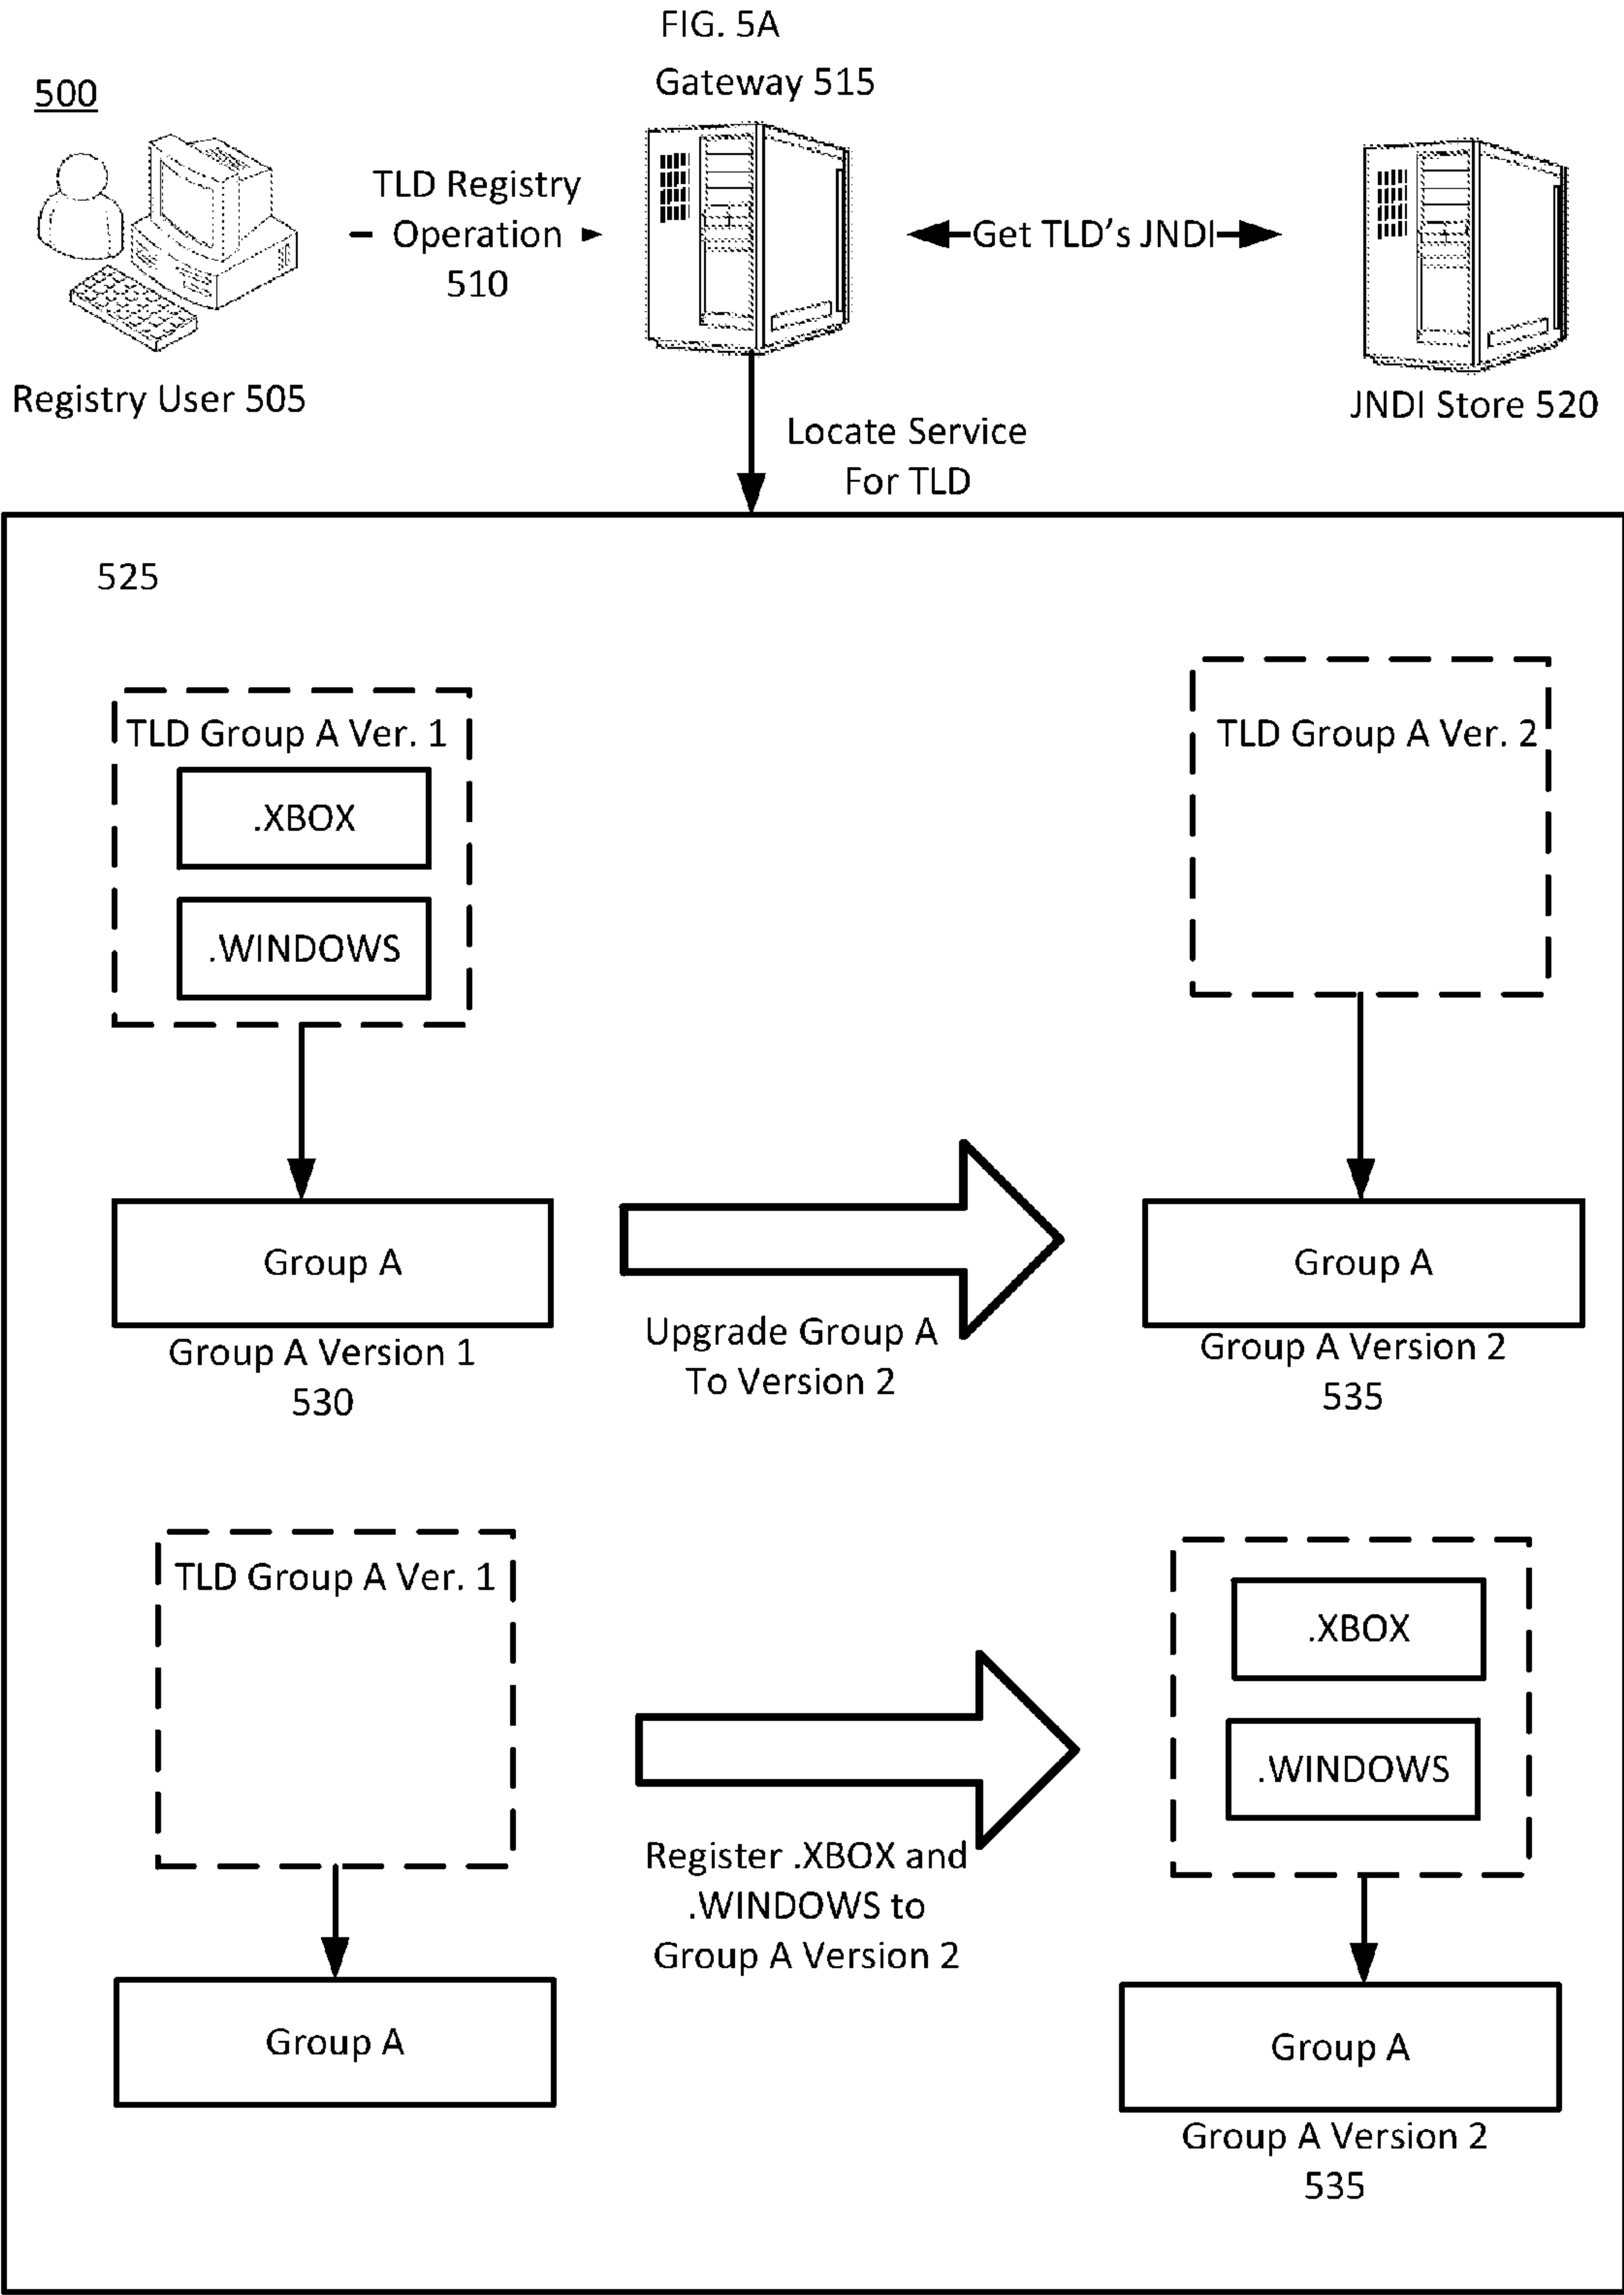 FIG. 5A
Gateway 515
500
TLD Registry
Operation
510
Get TLD's JNDI
Registry User 505
JNDI Store 520
Locate Service
For TLD
525
TLD Group A Ver. 1
.XBOX
.WINDOWS
TLD Group A Ver. 2
Group A
Group A Version 1
530
Upgrade Group A
To Version 2
Group A
Group A Version 2
535
TLD Group A Ver. 1
.XBOX
.WINDOWS
Register .XBOX and
.WINDOWS to
Group A Version 2
Group A
Group A
Group A Version 2
535